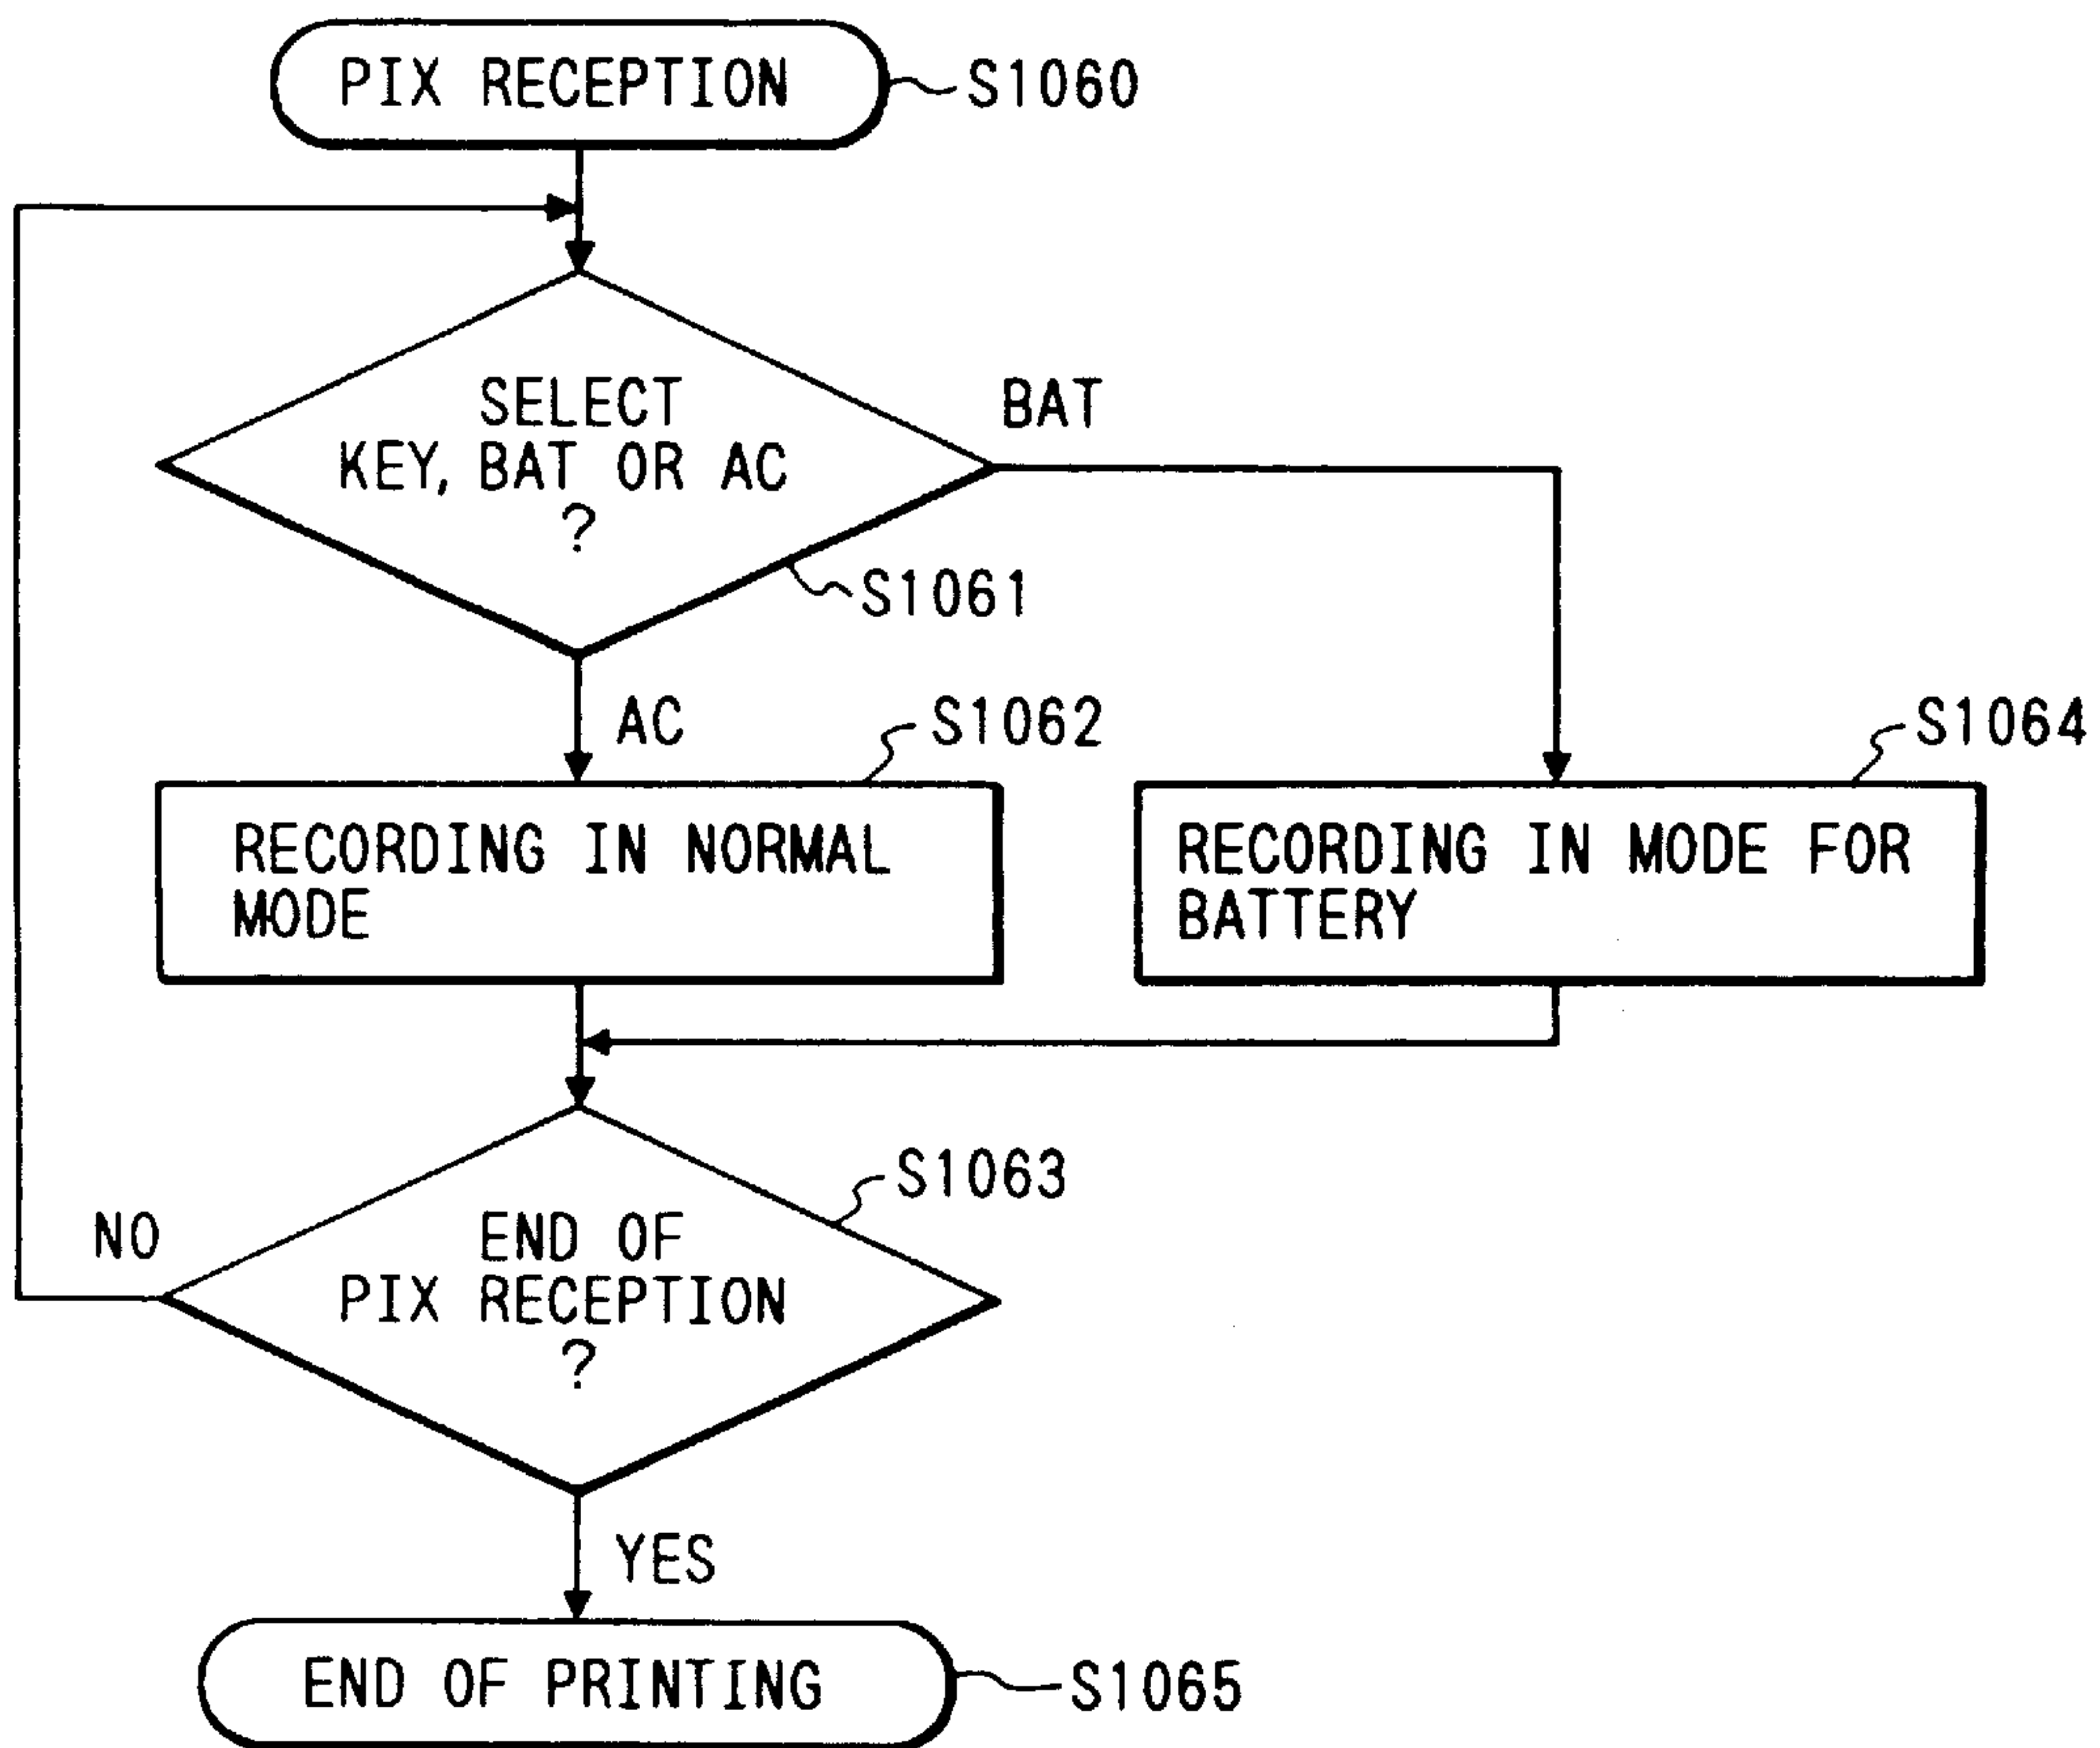 PIX RECEPTION
S1060
SELECT
KEY, BAT OR AC
?
BAT
S1061
AC
S1062
S1064
RECORDING IN NORMAL
MODE
RECORDING IN MODE FOR
BATTERY
S1063
NO
END OF
PIX RECEPTION
?
YES
END OF PRINTING
S1065